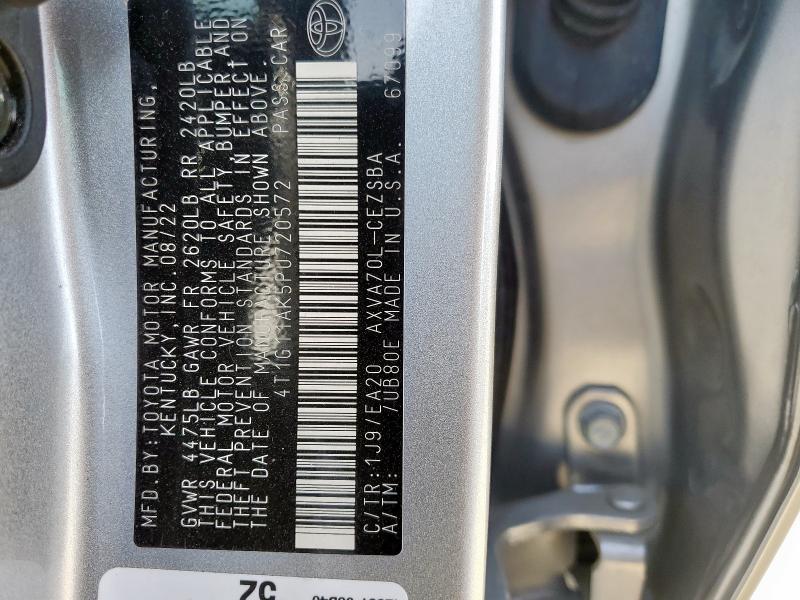 MFD.BY: TOYOTA MOTOR MANUFACTURING,
KENTUCKY, INC. 08/22
GVWR 4475LB GAWR FR 2620LB RR 2420LB
THIS VEHICLE CONFORMS TO ALL APPLICABLE
FEDERAL MOTOR VEHICLE SAFETY, BUMPER AND
THEFT PREVENTION STANDARDS IN EFFECT ON
THE DATE OF MANUFACTURE SHOWN ABOVE.
PASS. CAR
C/TR: 1J9/EA20 AXVA70L-CEZSBA
A/TM: /UB80E MADE IN U.S.A.